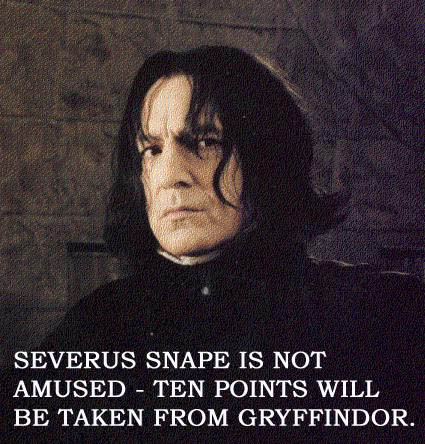 SEVERUS SNAPE IS NOT
AMUSED - TEN POINTS WILL
BE TAKEN FROM GRYFFINDOR.